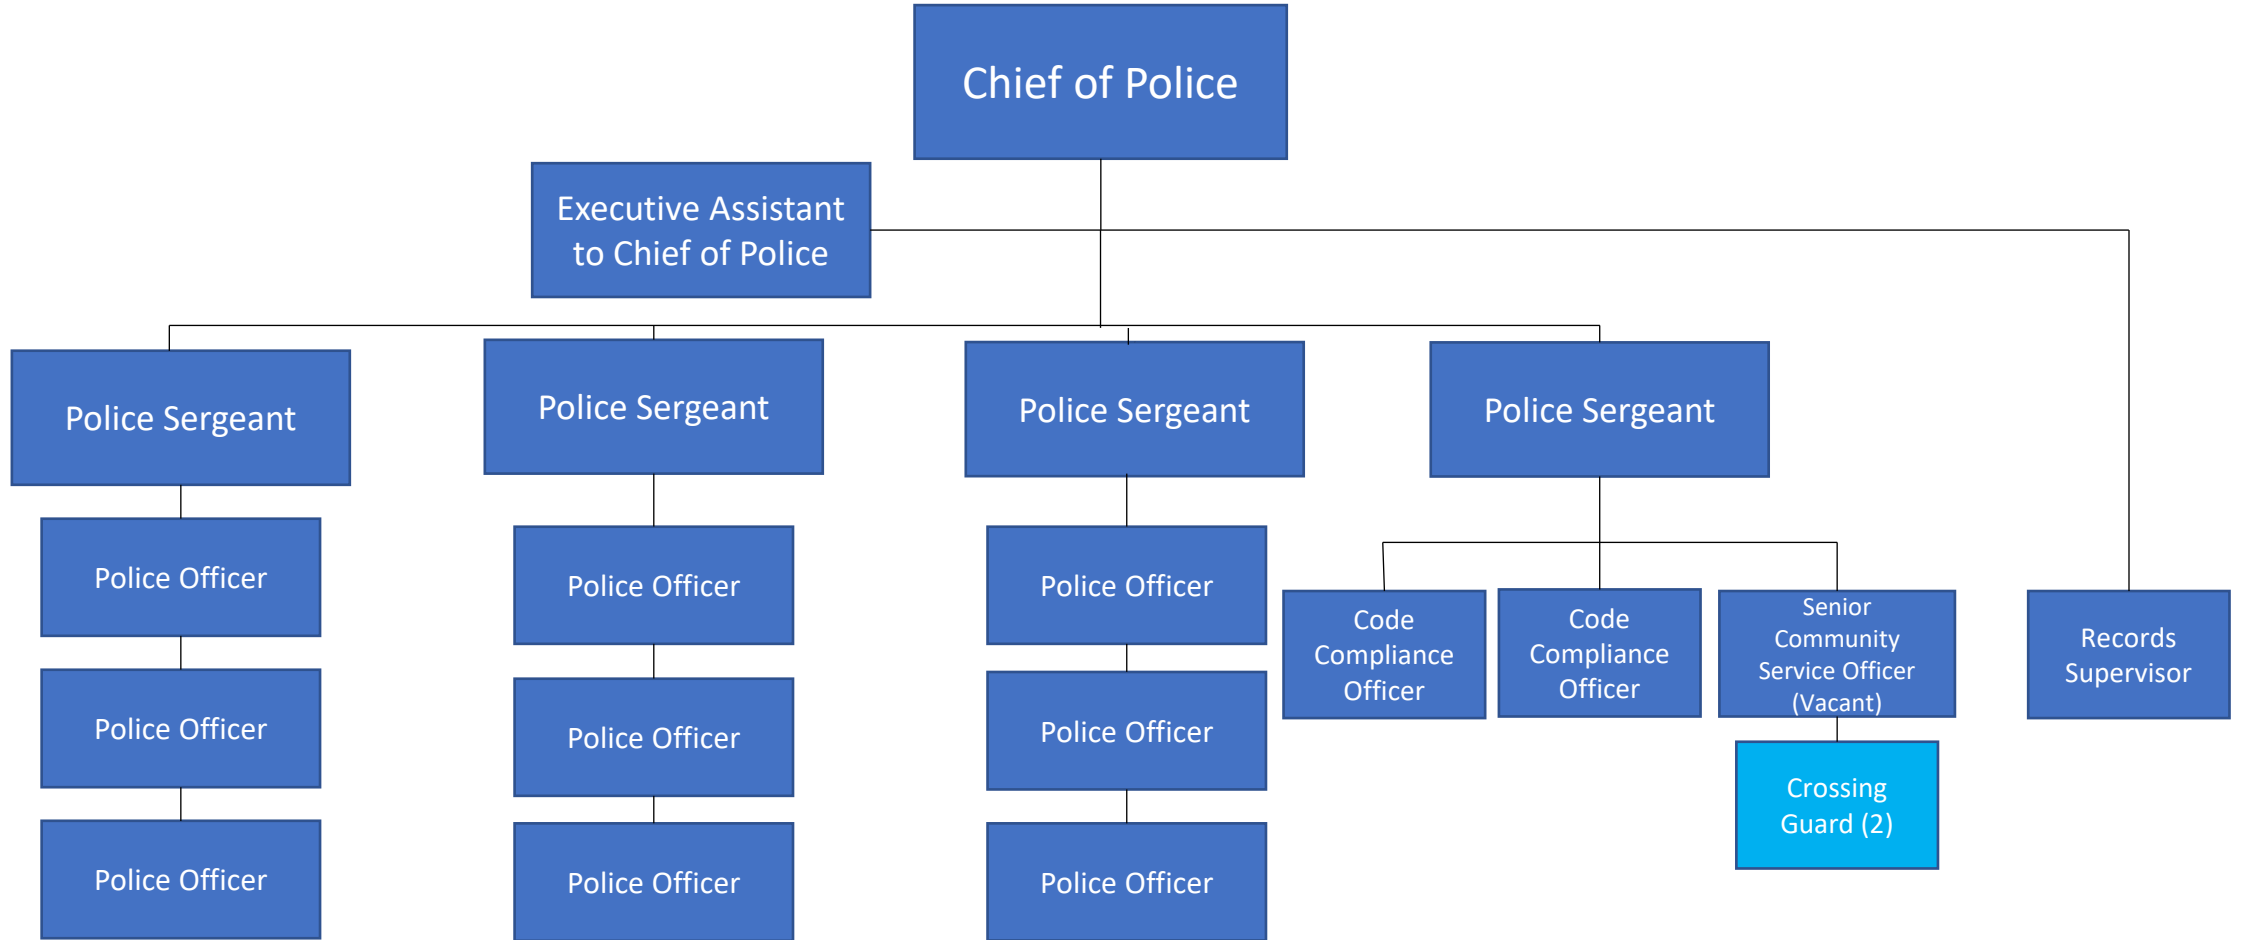 Chief of Police
Executive Assistant
to Chief of Police
Police Sergeant
Police Sergeant
Police Sergeant
Police Sergeant
Police Officer
Police Officer
Police Officer
Police Officer
Police Officer
Police Officer
Police Officer
Police Officer
Police Officer
Code
Compliance
Officer
Code
Compliance
Officer
Senior
Community
Service Officer
(Vacant)
Records
Supervisor
Crossing
Guard (2)